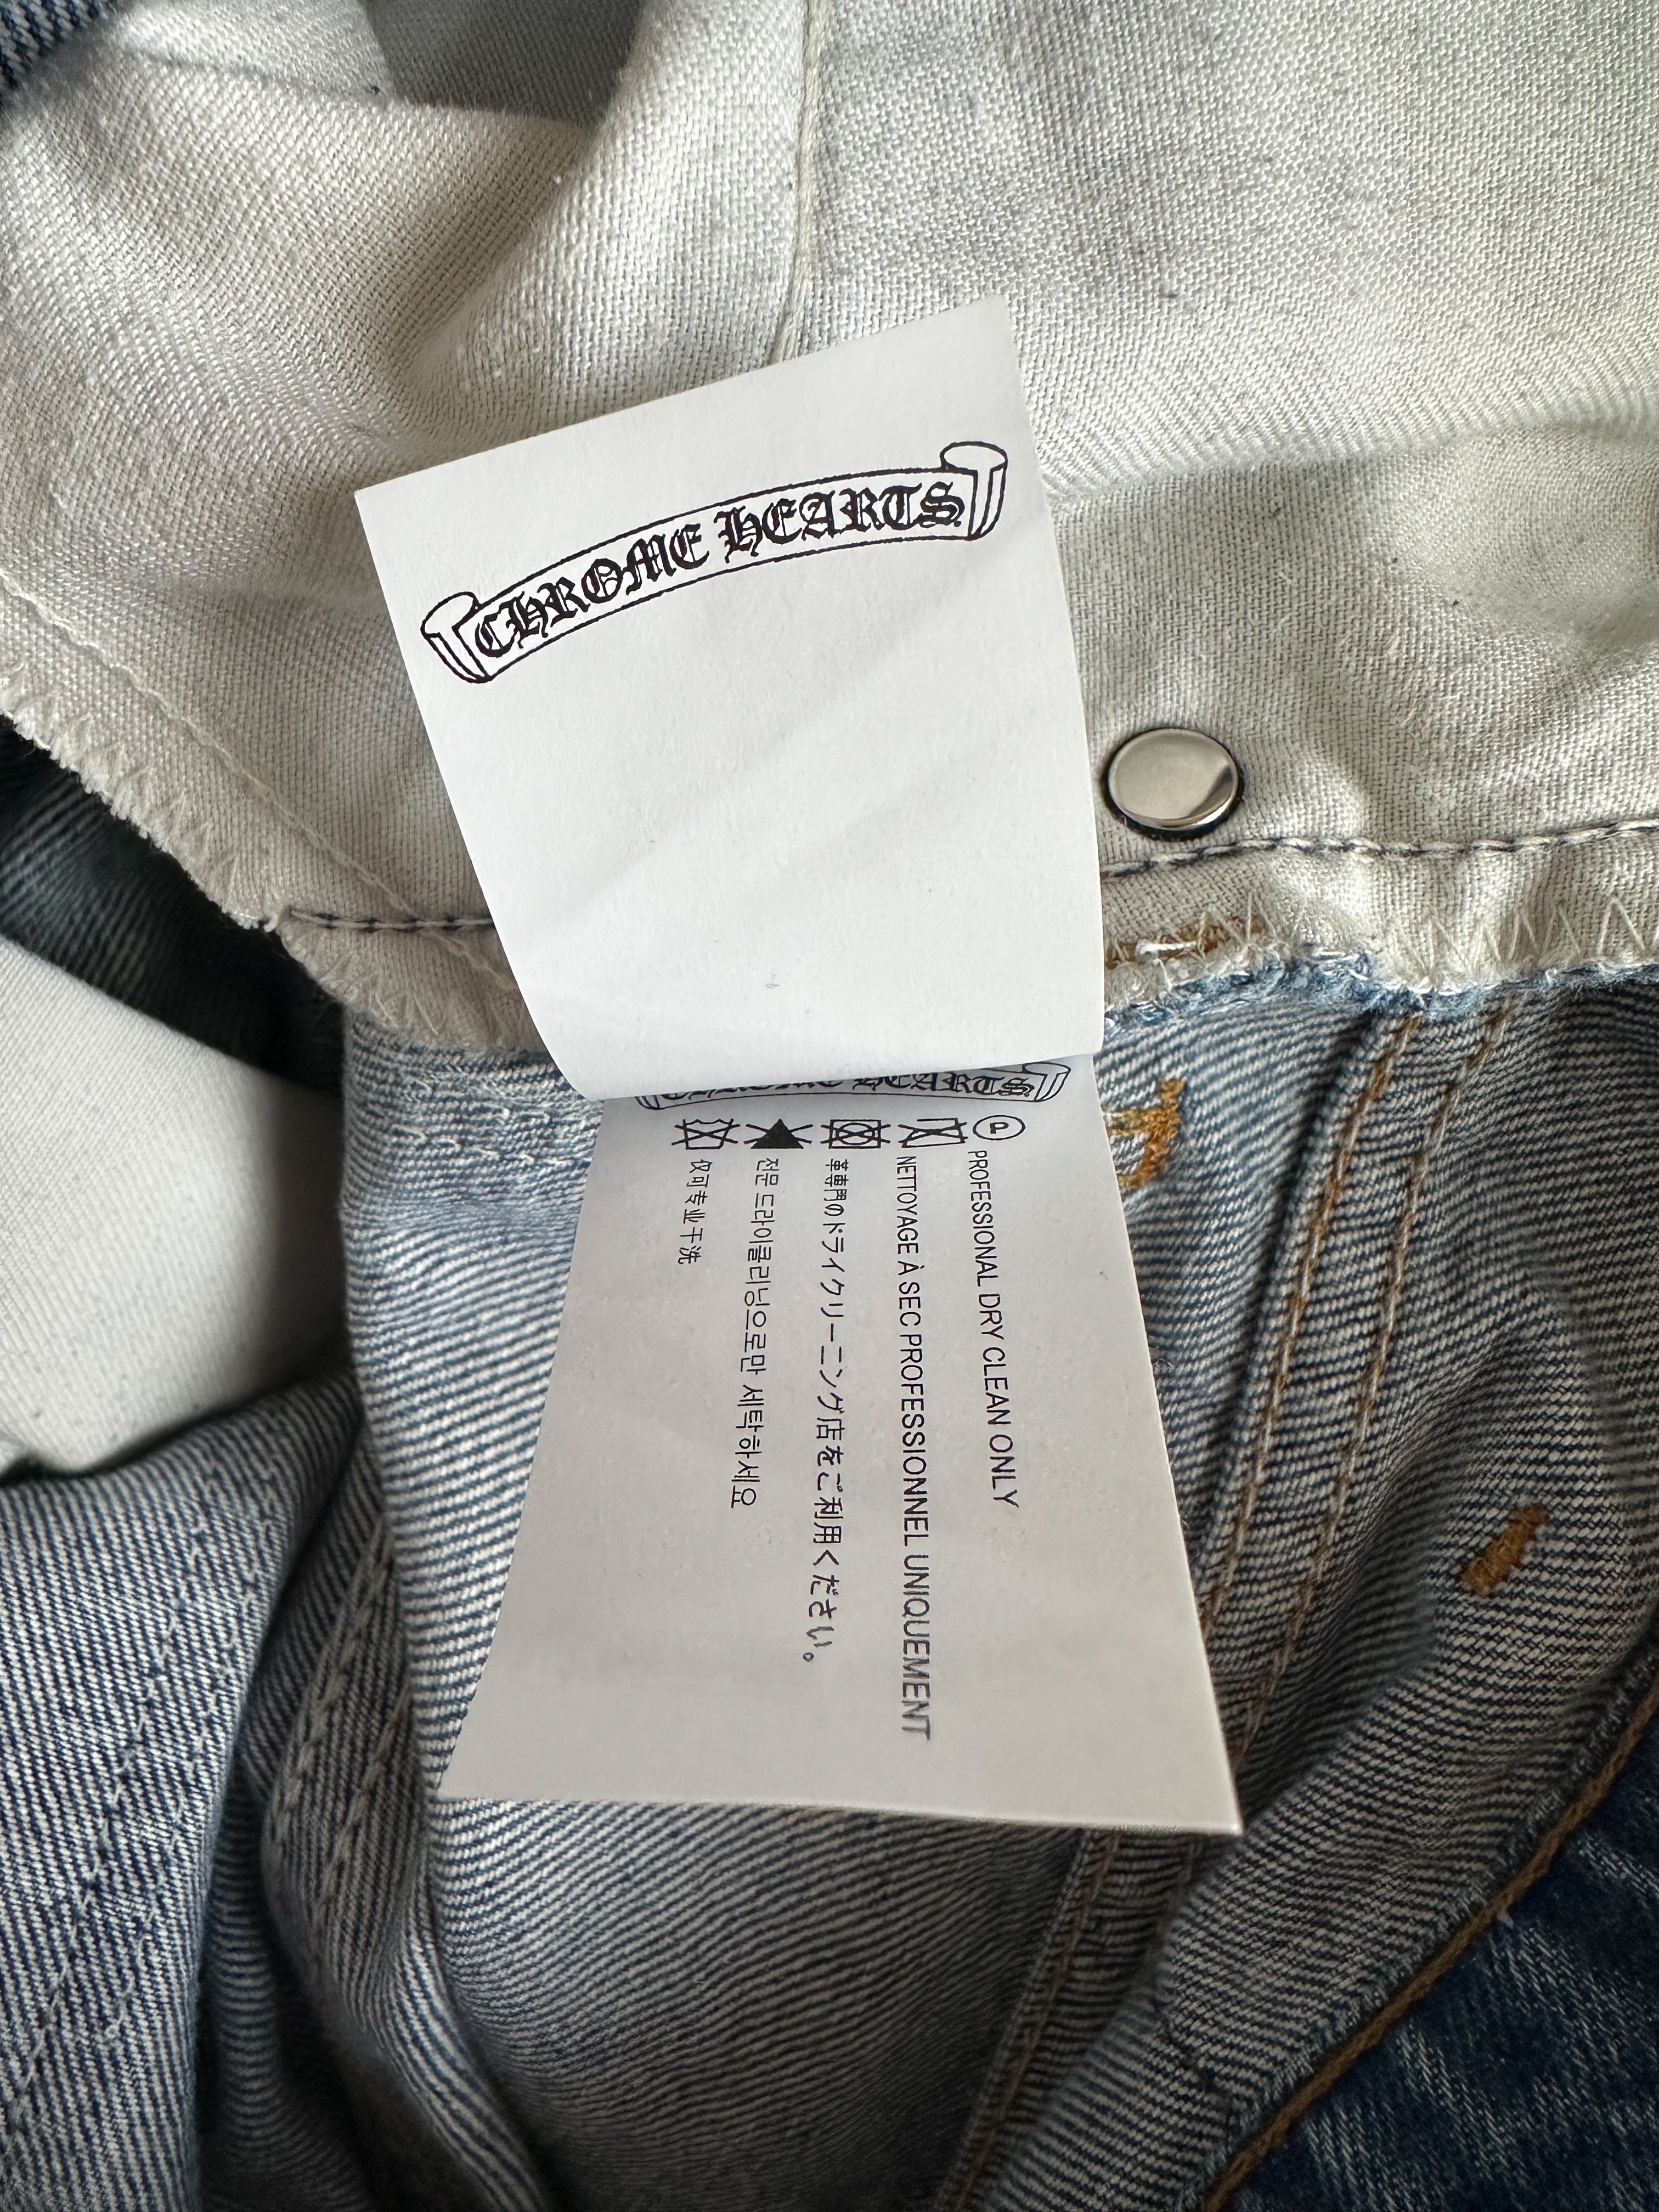 CHROME HEARTS
CHROME HEARTS
P
PROFESSIONAL DRY CLEAN ONLY
NETTOYAGE À SEC PROFESSIONNEL UNIQUEMENT
革専門のドライクリーニング店をご利用ください。
전문 드라이클리닝으로만 세탁하세요
仅可专业干洗